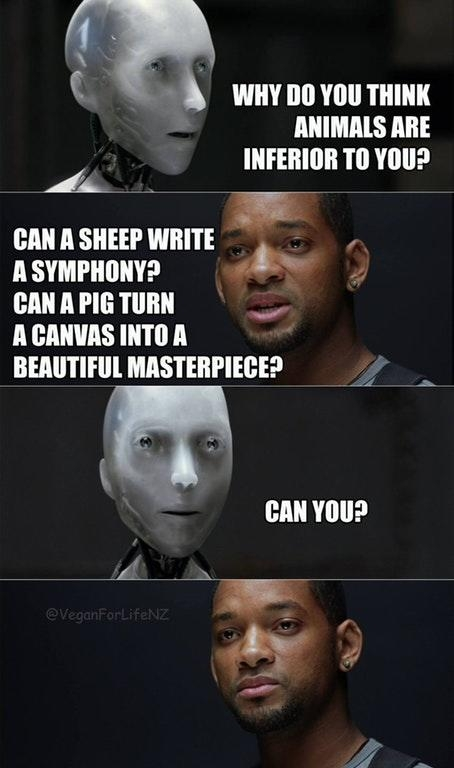 WHY DO YOU THINK
ANIMALS ARE
INFERIOR TO YOU?
CAN A SHEEP WRITE
A SYMPHONY?
CAN A PIG TURN
A CANVAS INTO A
BEAUTIFUL MASTERPIECE?
CAN YOU?
@VeganForLifeNZ